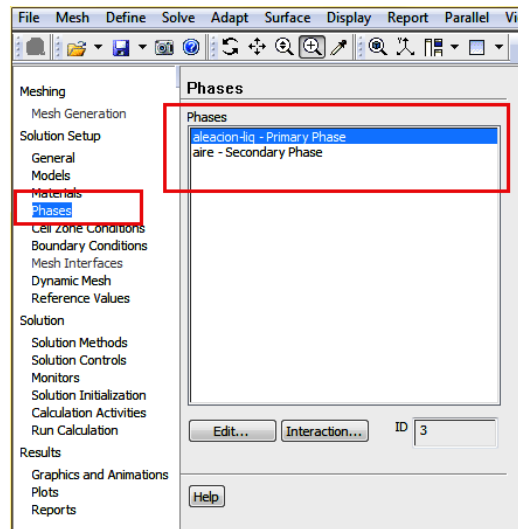 File Mesh Define Solve Adapt Surface Display Report Parallel Vi
Meshing
Mesh Generation
Solution Setup
General
Models
Materials
Phases
Cell Zone Conditions
Boundary Conditions
Mesh Interfaces
Dynamic Mesh
Reference Values
Solution
Solution Methods
Solution Controls
Monitors
Solution Initialization
Calculation Activities
Run Calculation
Results
Graphics and Animations
Plots
Reports
Phases
Phases
aleacion-liq - Primary Phase
aire - Secondary Phase
Edit... Interaction... ID 3
Help